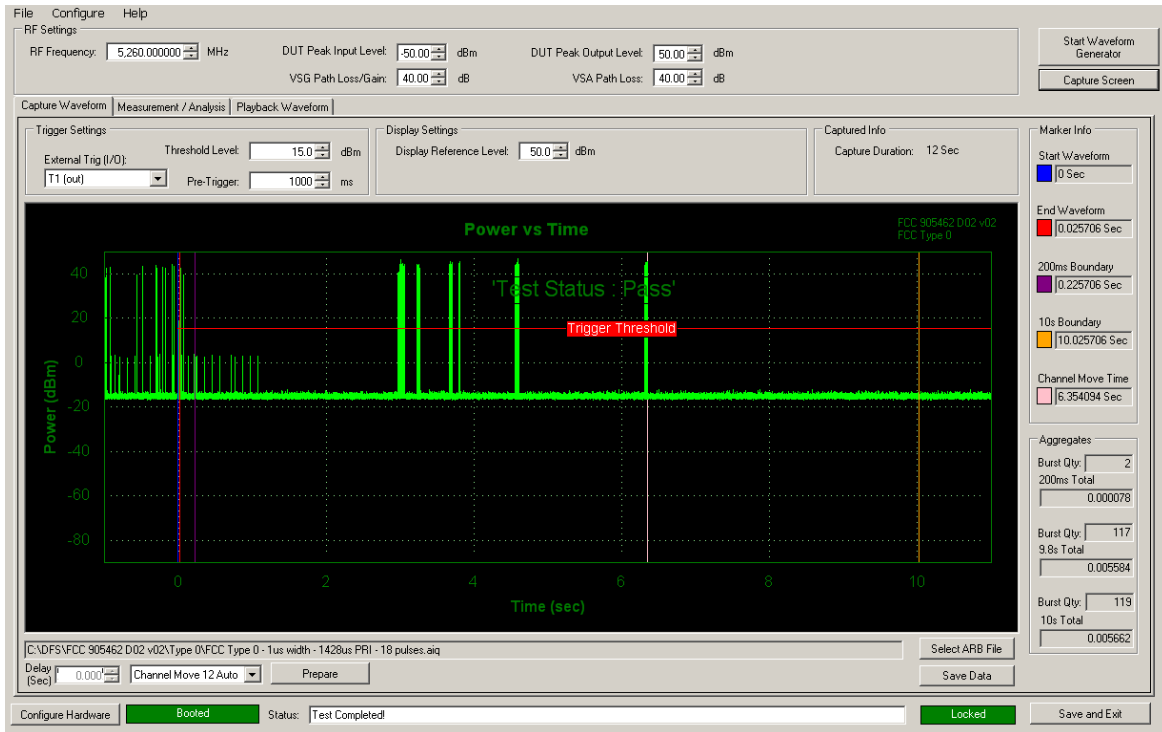 File Configure Help
RF Settings
RF Frequency: 5,260.000000 MHz DUT Peak Input Level: -50.00 dBm DUT Peak Output Level: 50.00 dBm
VSG Path Loss/Gain: 40.00 dB VSA Path Loss: 40.00 dB
Start Waveform Generator
Capture Screen
Capture Waveform Measurement / Analysis Playback Waveform
Trigger Settings
External Trig (I/O): Threshold Level: 15.0 dBm
T1 (out) Pre-Trigger: 1000 ms
Display Settings
Display Reference Level: 50.0 dBm
Captured Info
Capture Duration: 12 Sec
Marker Info
Start Waveform
0 Sec
End Waveform
0.025706 Sec
200ms Boundary
0.225706 Sec
10s Boundary
10.025706 Sec
Channel Move Time
6.354094 Sec
Power vs Time
FCC 905462 D02 v02
FCC Type 0
'Test Status : Pass'
Trigger Threshold
Power (dBm)
40
20
0
-20
-40
-60
-80
0 2 4 6 8 10
Time (sec)
Aggregates
Burst Qty: 2
200ms Total
0.000078
Burst Qty: 117
9.8s Total
0.005584
Burst Qty: 119
10s Total
0.005662
C:\DFS\FCC 905462 D02 v02\Type 0\FCC Type 0 - 1us width - 1428us PRI - 18 pulses.aiq
Select ARB File
Delay (Sec) 0.000 Channel Move 12 Auto Prepare
Save Data
Configure Hardware Booted Status: Test Completed! Locked Save and Exit